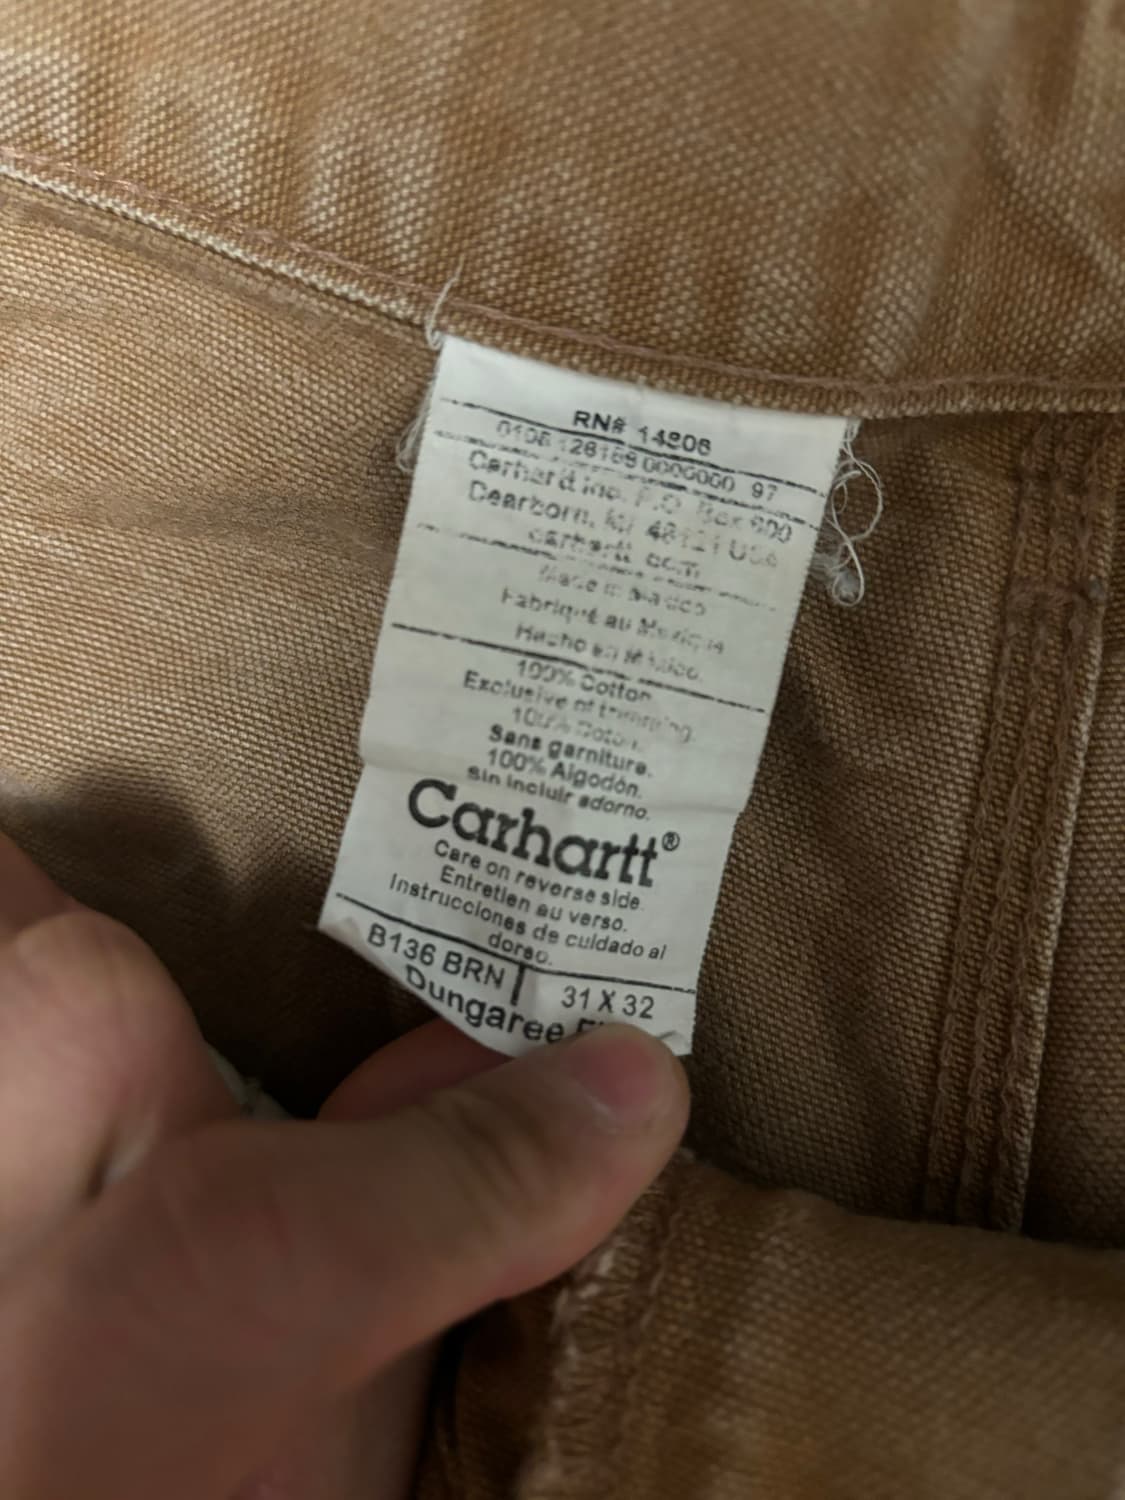 RN# 14806
97
Carhartt Inc. P.O. Box 600
Dearborn, MI 48121 USA
carhartt.com
Made in Mexico
Fabriqué au Mexique
Hecho en México.
100% Cotton
Exclusive of trimming.
100% Coton.
Sans garniture.
100% Algodón.
Sin incluir adorno.
Carhartt®
Care on reverse side.
Entretien au verso.
Instrucciones de cuidado al
dorso.
B136 BRN 31 X 32
Dungaree